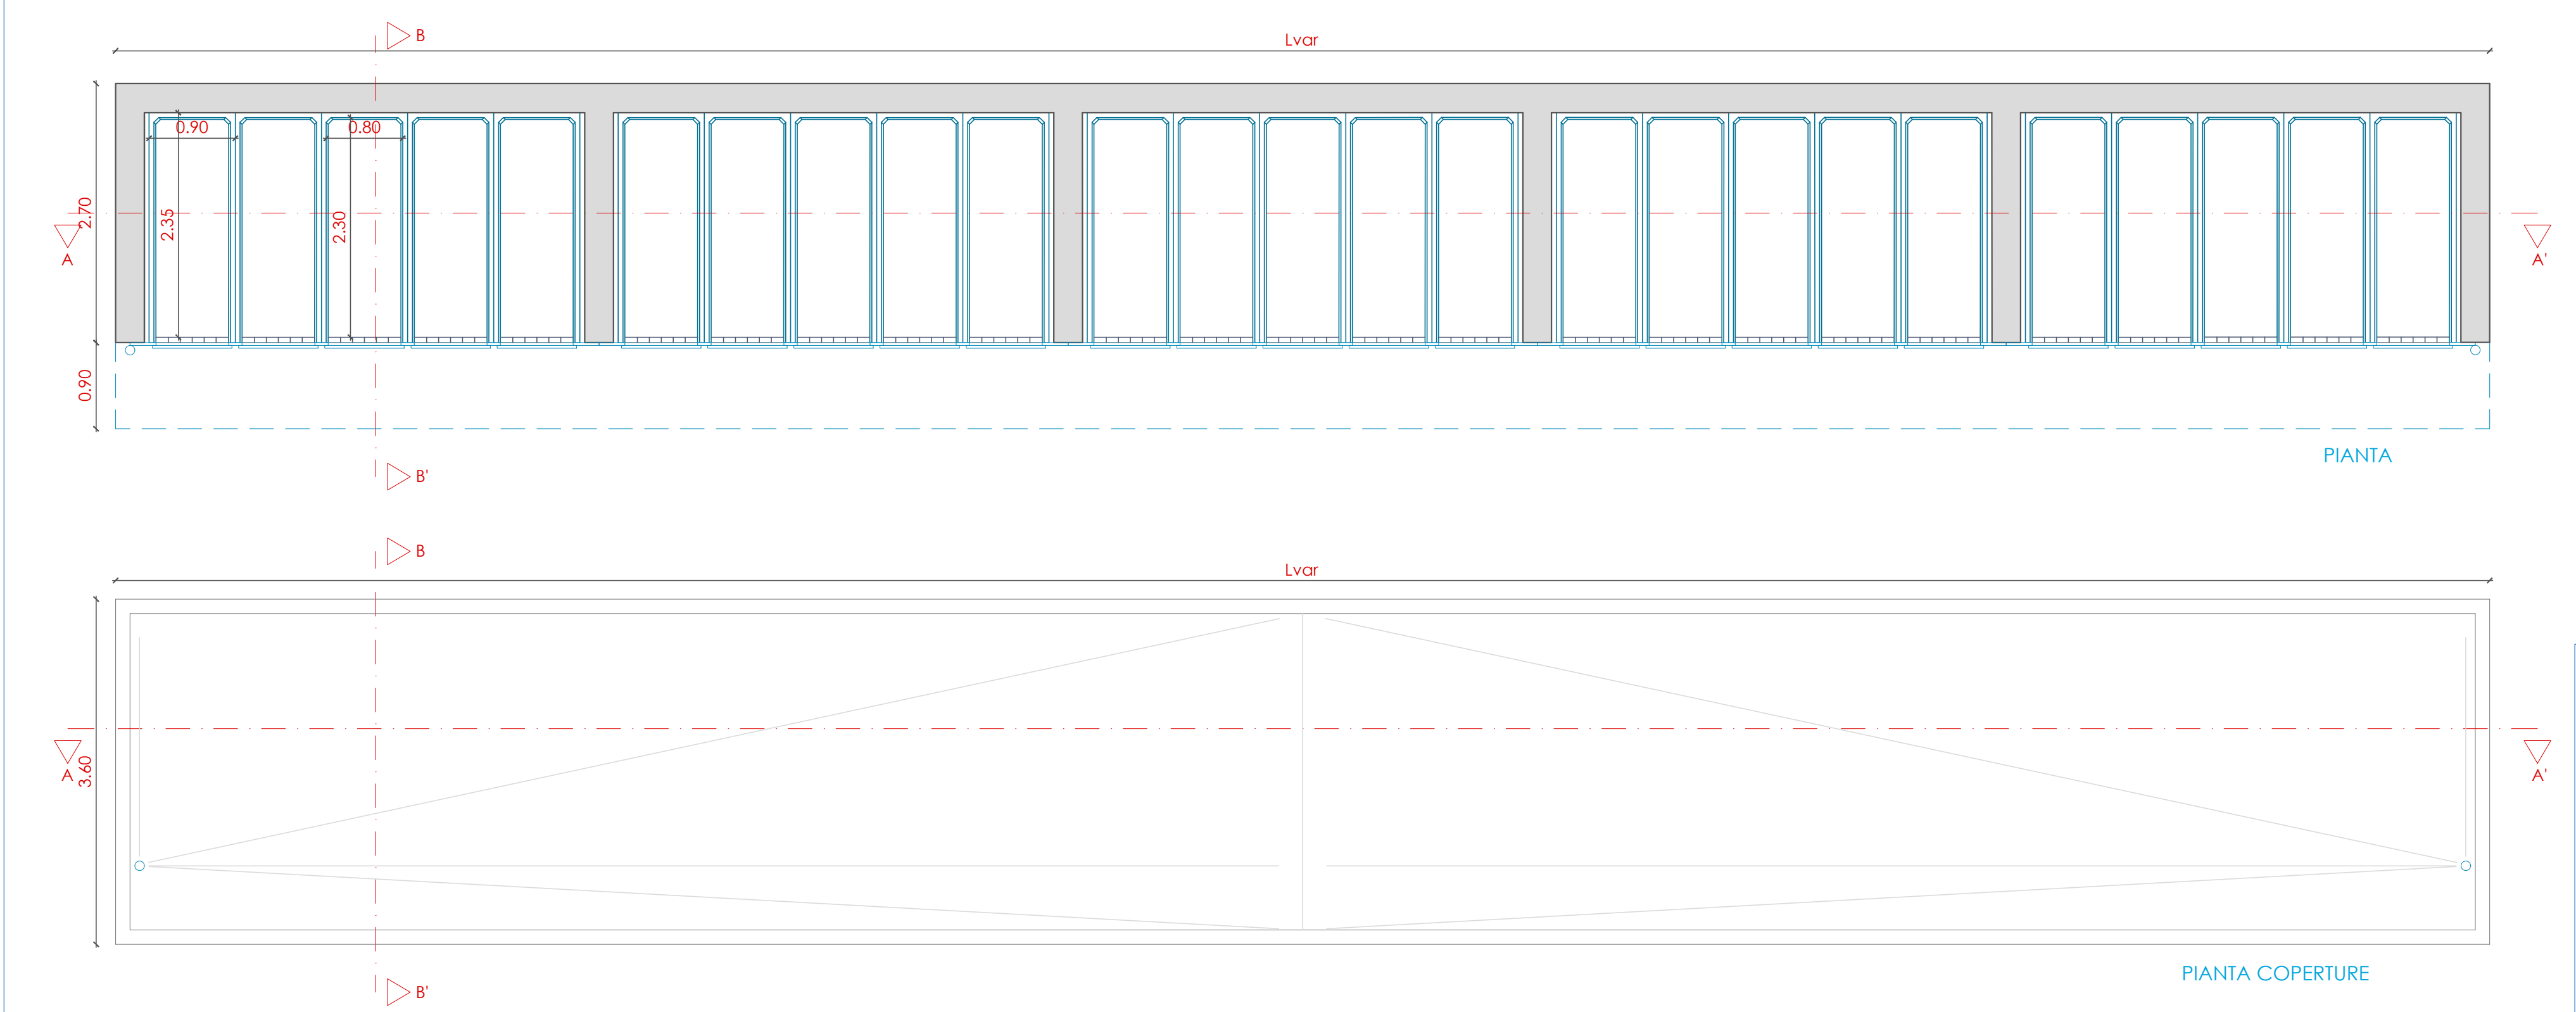 B
Lvar
0.90
0.80
2.70
2.35
2.30
A
A'
0.90
PIANTA
B'
B
Lvar
A
3.60
A'
PIANTA COPERTURE
B'